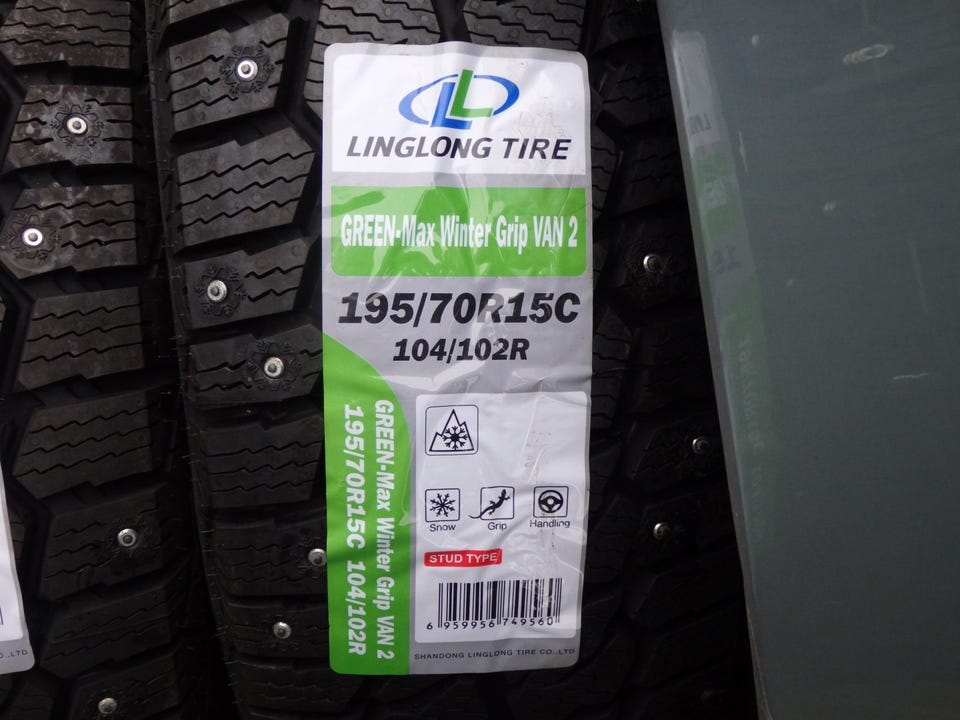 LINGLONG TIRE
GREEN-Max Winter Grip VAN 2
195/70R15C
104/102R
GREEN-Max Winter Grip VAN 2
195/70R15C 104/102R
Snow
Grip
Handling
STUD TYPE
6 959956 749560
SHANDONG LINGLONG TIRE CO.,LTD
O.,LTD